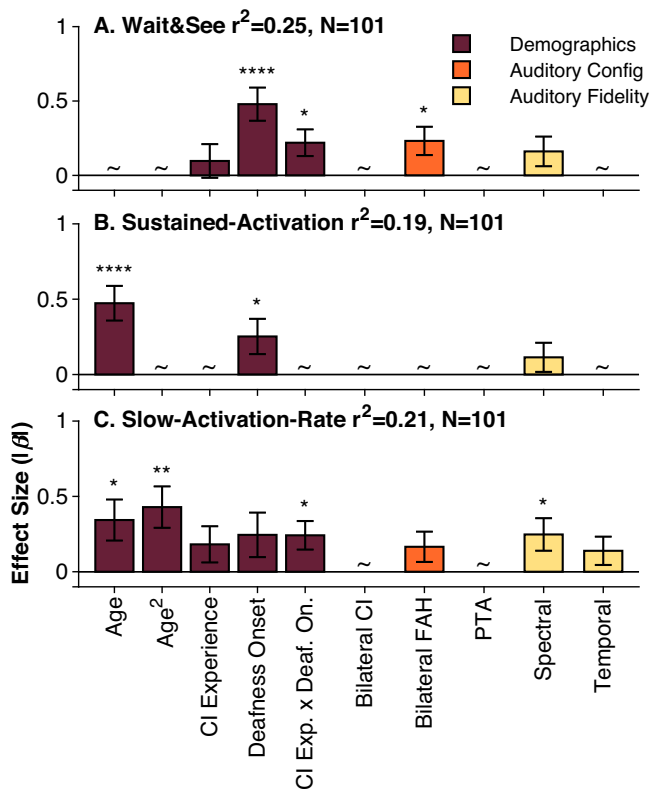 A. Wait&See r²=0.25, N=101
Demographics
Auditory Config
Auditory Fidelity
1
0.5
0
****
*
*
~ ~ ~ ~ ~
B. Sustained-Activation r²=0.19, N=101
1
0.5
0
****
*
~ ~ ~ ~ ~ ~ ~
C. Slow-Activation-Rate r²=0.21, N=101
1
0.5
0
*
**
*
*
~ ~
Effect Size (|β|)
Age
Age²
CI Experience
Deafness Onset
CI Exp. x Deaf. On.
Bilateral CI
Bilateral FAH
PTA
Spectral
Temporal